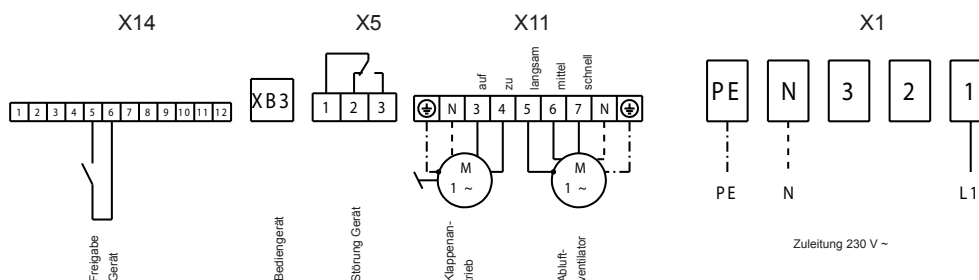 X14
X5
X11
X1
auf
zu
langsam
mittel
schnell
1 2 3 4 5 6 7 8 9 10 11 12
XB3
1 2 3
N 3 4 5 6 7 N
PE N 3 2 1
M
1 ~
M
1 ~
PE
N
L1
Freigabe
Gerät
Bediengerät
Störung Gerät
Klappenan-
trieb
Abluft-
ventilator
Zuleitung 230 V ~